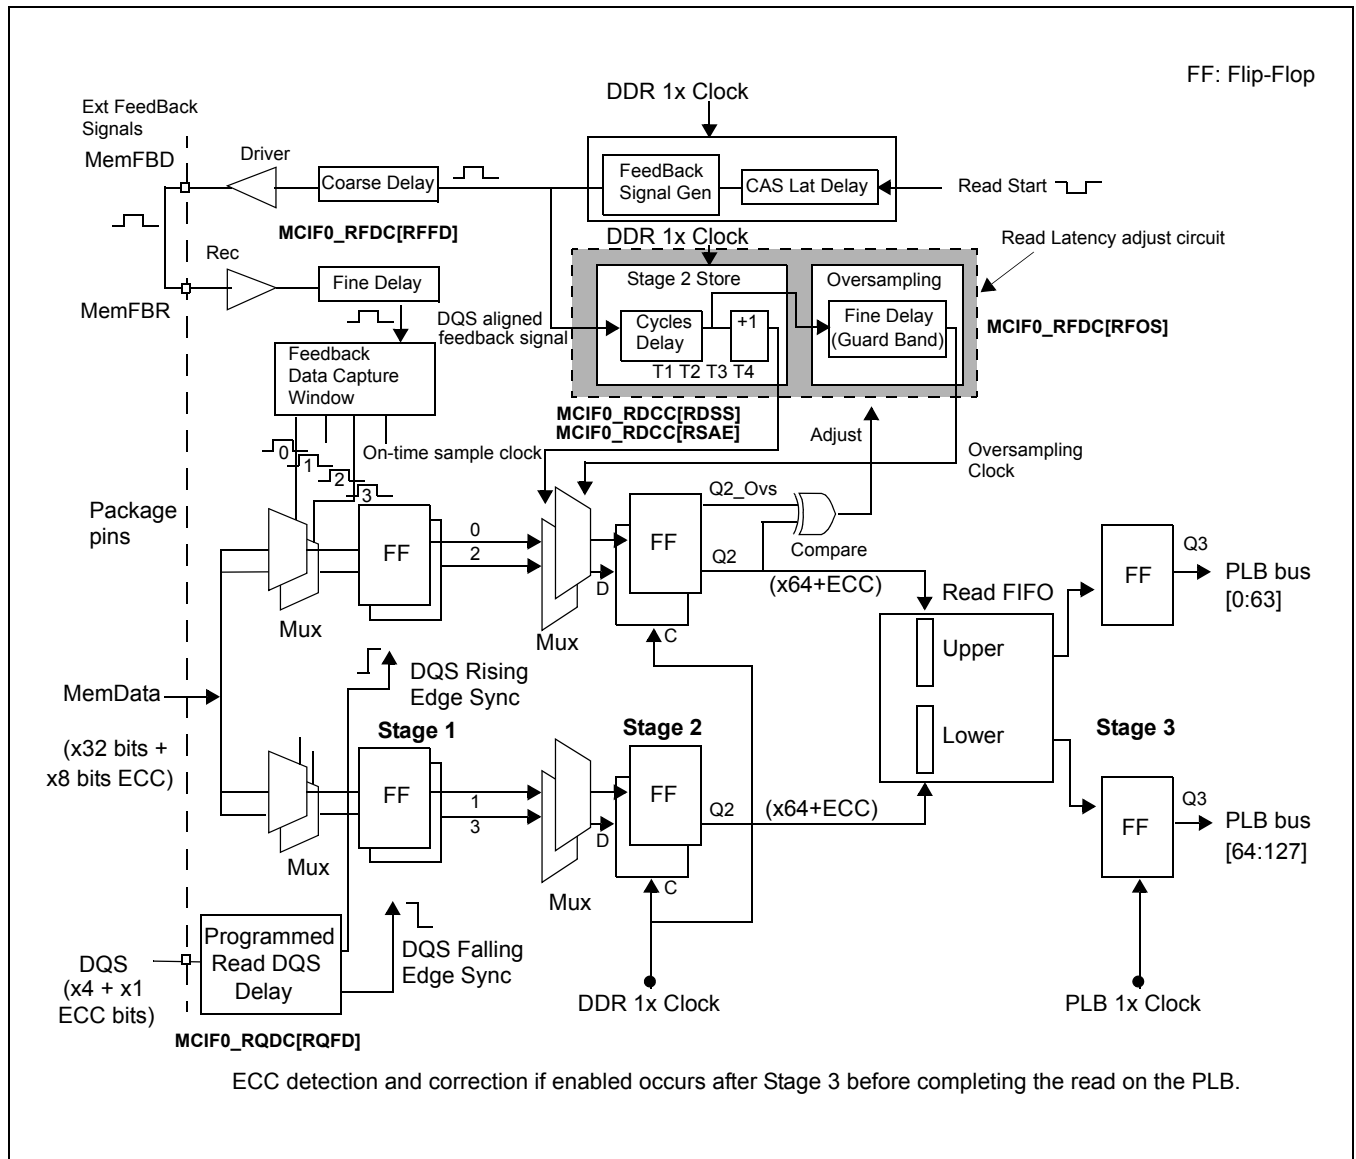 FF: Flip-Flop
DDR 1x Clock
Ext FeedBack
Signals
MemFBD
Driver
Coarse Delay
FeedBack
Signal Gen
CAS Lat Delay
Read Start
MCIF0_RFDC[RFFD]
DDR 1x Clock
Read Latency adjust circuit
Rec
Fine Delay
MemFBR
Stage 2 Store
Oversampling
DQS aligned
feedback signal
Cycles
Delay
+1
T1 T2 T3 T4
Fine Delay
(Guard Band)
MCIF0_RFDC[RFOS]
Feedback
Data Capture
Window
MCIF0_RDCC[RDSS]
MCIF0_RDCC[RSAE]
Adjust
On-time sample clock
Oversampling
Clock
0
1
2
3
Package
pins
FF
0
2
Mux
Mux
D
FF
C
Q2_Ovs
Q2
Compare
(x64+ECC)
Read FIFO
Upper
Lower
FF
Q3
PLB bus
[0:63]
DQS Rising
Edge Sync
MemData
(x32 bits +
x8 bits ECC)
Stage 1
Stage 2
Stage 3
FF
1
3
Mux
Mux
D
FF
C
Q2
(x64+ECC)
FF
Q3
PLB bus
[64:127]
Programmed
Read DQS
Delay
DQS Falling
Edge Sync
DQS
(x4 + x1
ECC bits)
DDR 1x Clock
PLB 1x Clock
MCIF0_RQDC[RQFD]
ECC detection and correction if enabled occurs after Stage 3 before completing the read on the PLB.